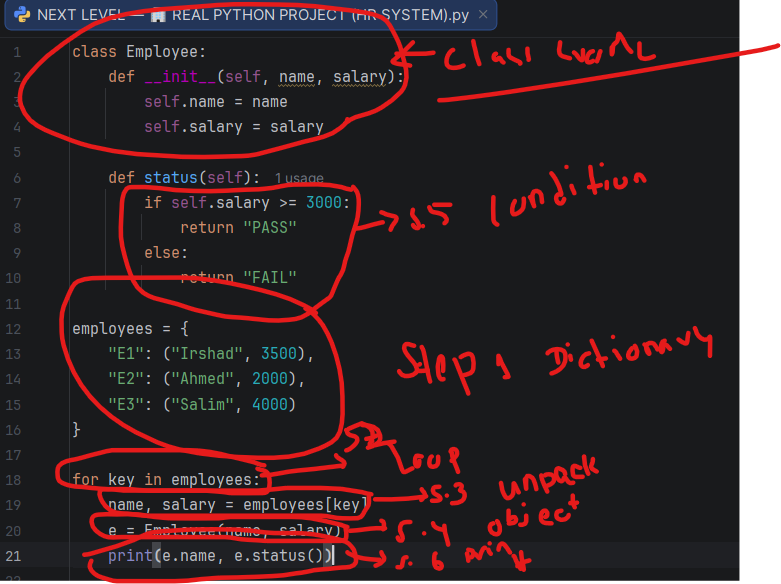 NEXT LEVEL — 🏢 REAL PYTHON PROJECT (HR SYSTEM).py ×
1 class Employee:
2 def __init__(self, name, salary):
3 self.name = name
4 self.salary = salary
5
6 def status(self): 1 usage
7 if self.salary >= 3000:
8 return "PASS"
9 else:
10 return "FAIL"
11
12 employees = {
13 "E1": ("Irshad", 3500),
14 "E2": ("Ahmed", 2000),
15 "E3": ("Salim", 4000)
16 }
17
18 for key in employees:
19 name, salary = employees[key]
20 e = Employee(name, salary)
21 print(e.name, e.status())
class
s.5 Condition
Step 1 Dictionary
s.3 unpack
s.4 object
s.6 print